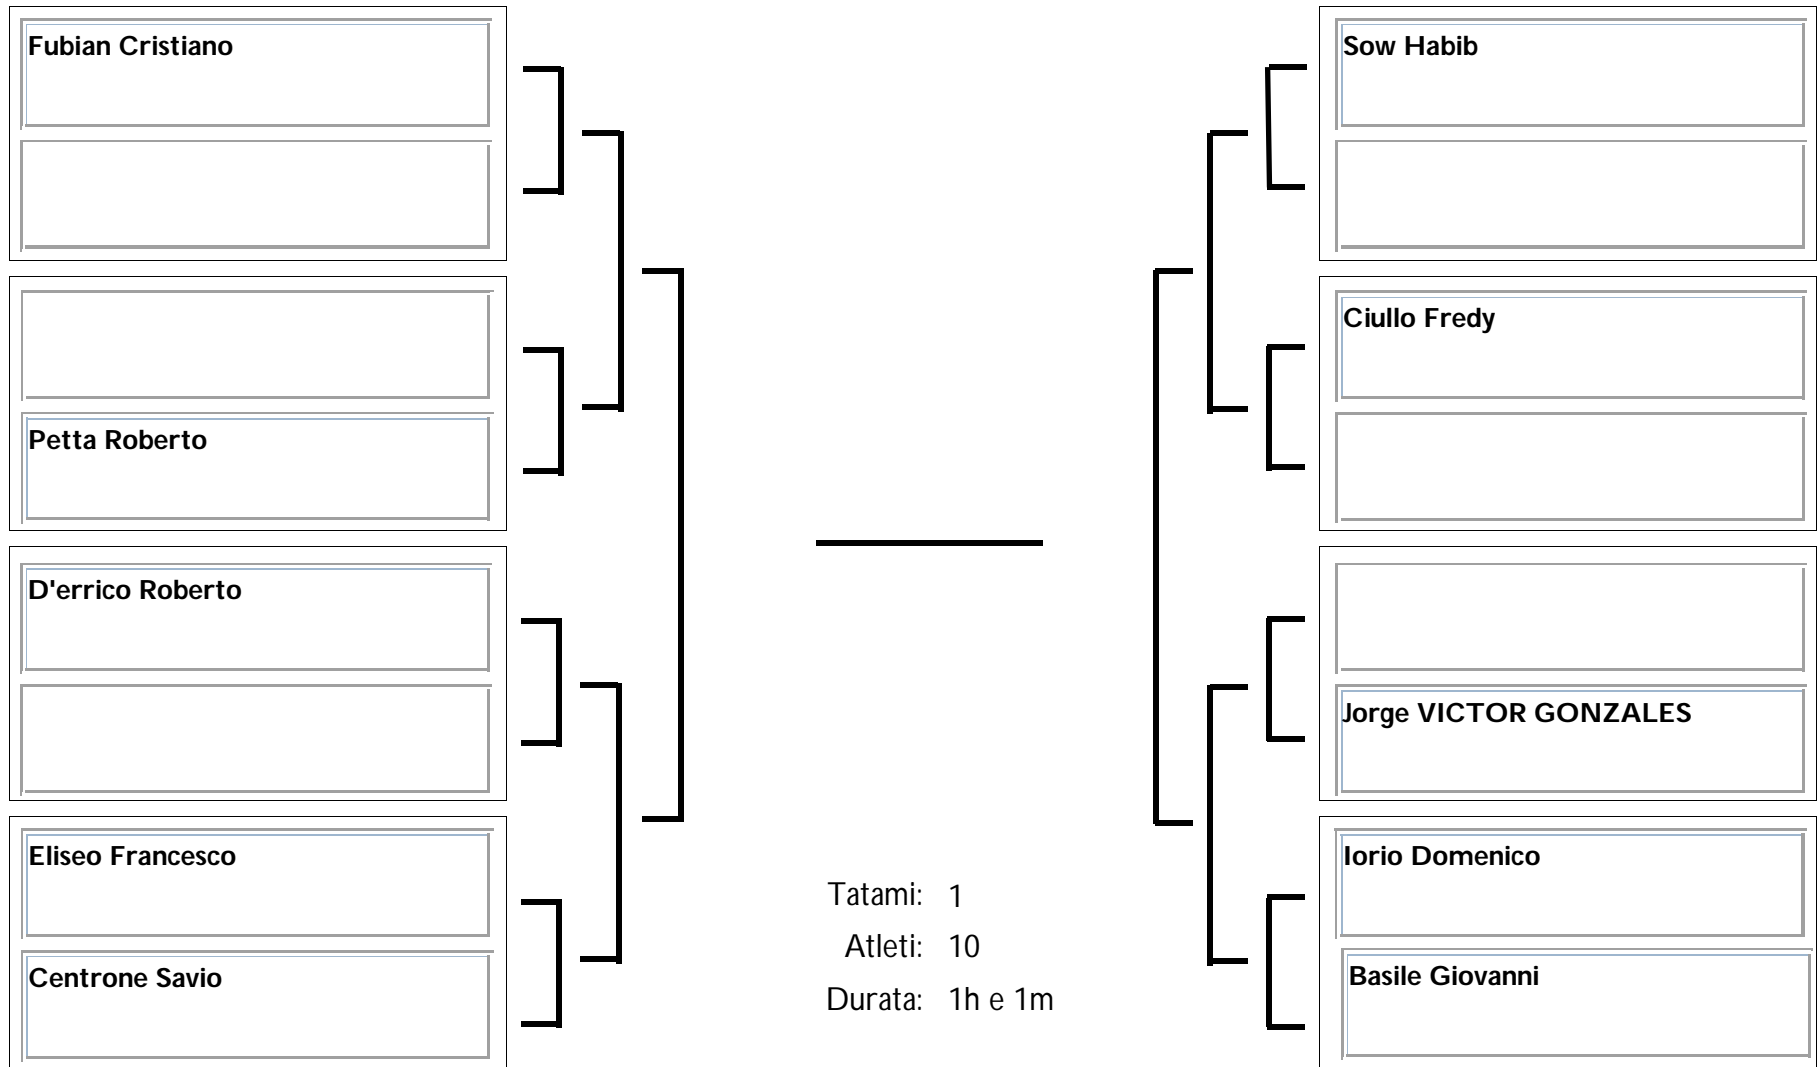 Fubian Cristiano
Petta Roberto
D'errico Roberto
Eliseo Francesco
Centrone Savio
Sow Habib
Ciullo Fredy
Jorge VICTOR GONZALES
Iorio Domenico
Basile Giovanni
Tatami: 1
Atleti: 10
Durata: 1h e 1m